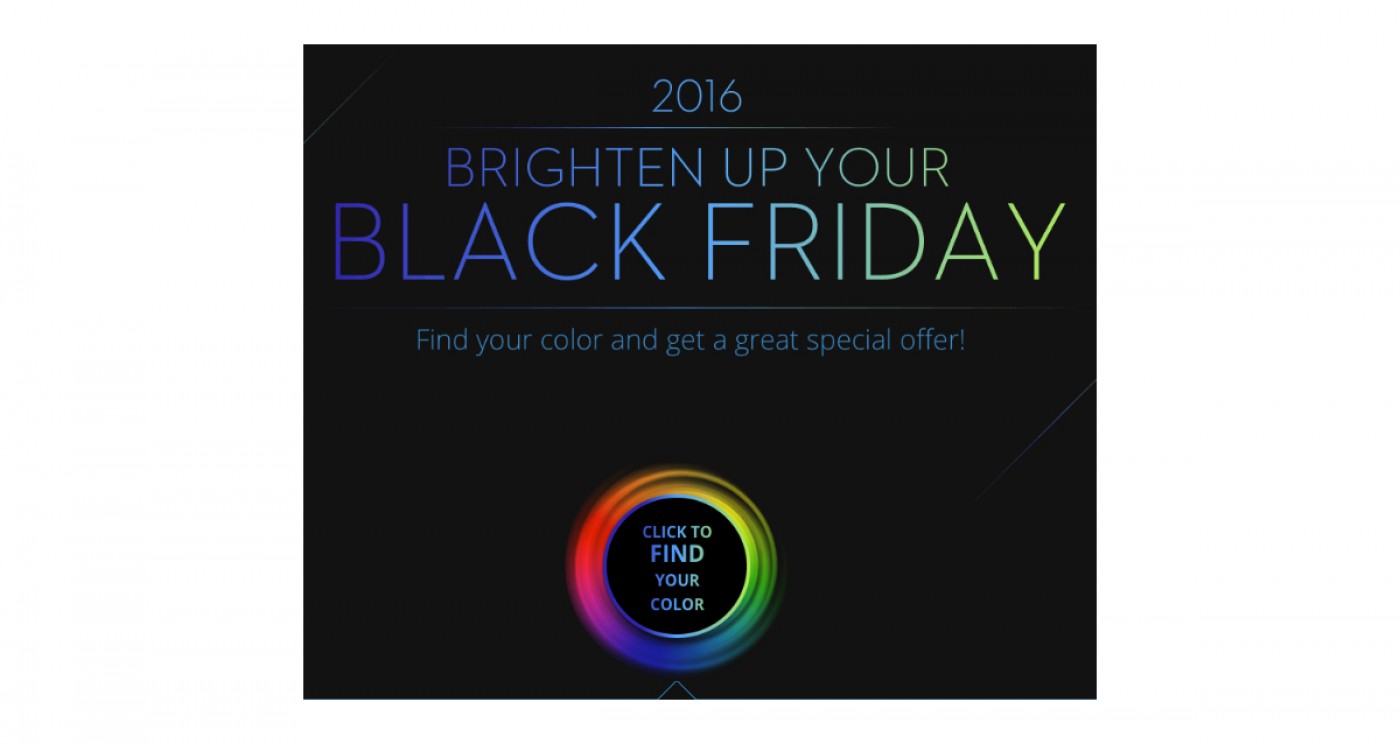 2016
BRIGHTEN UP YOUR
BLACK FRIDAY
Find your color and get a great special offer!
CLICK TO
FIND
YOUR
COLOR